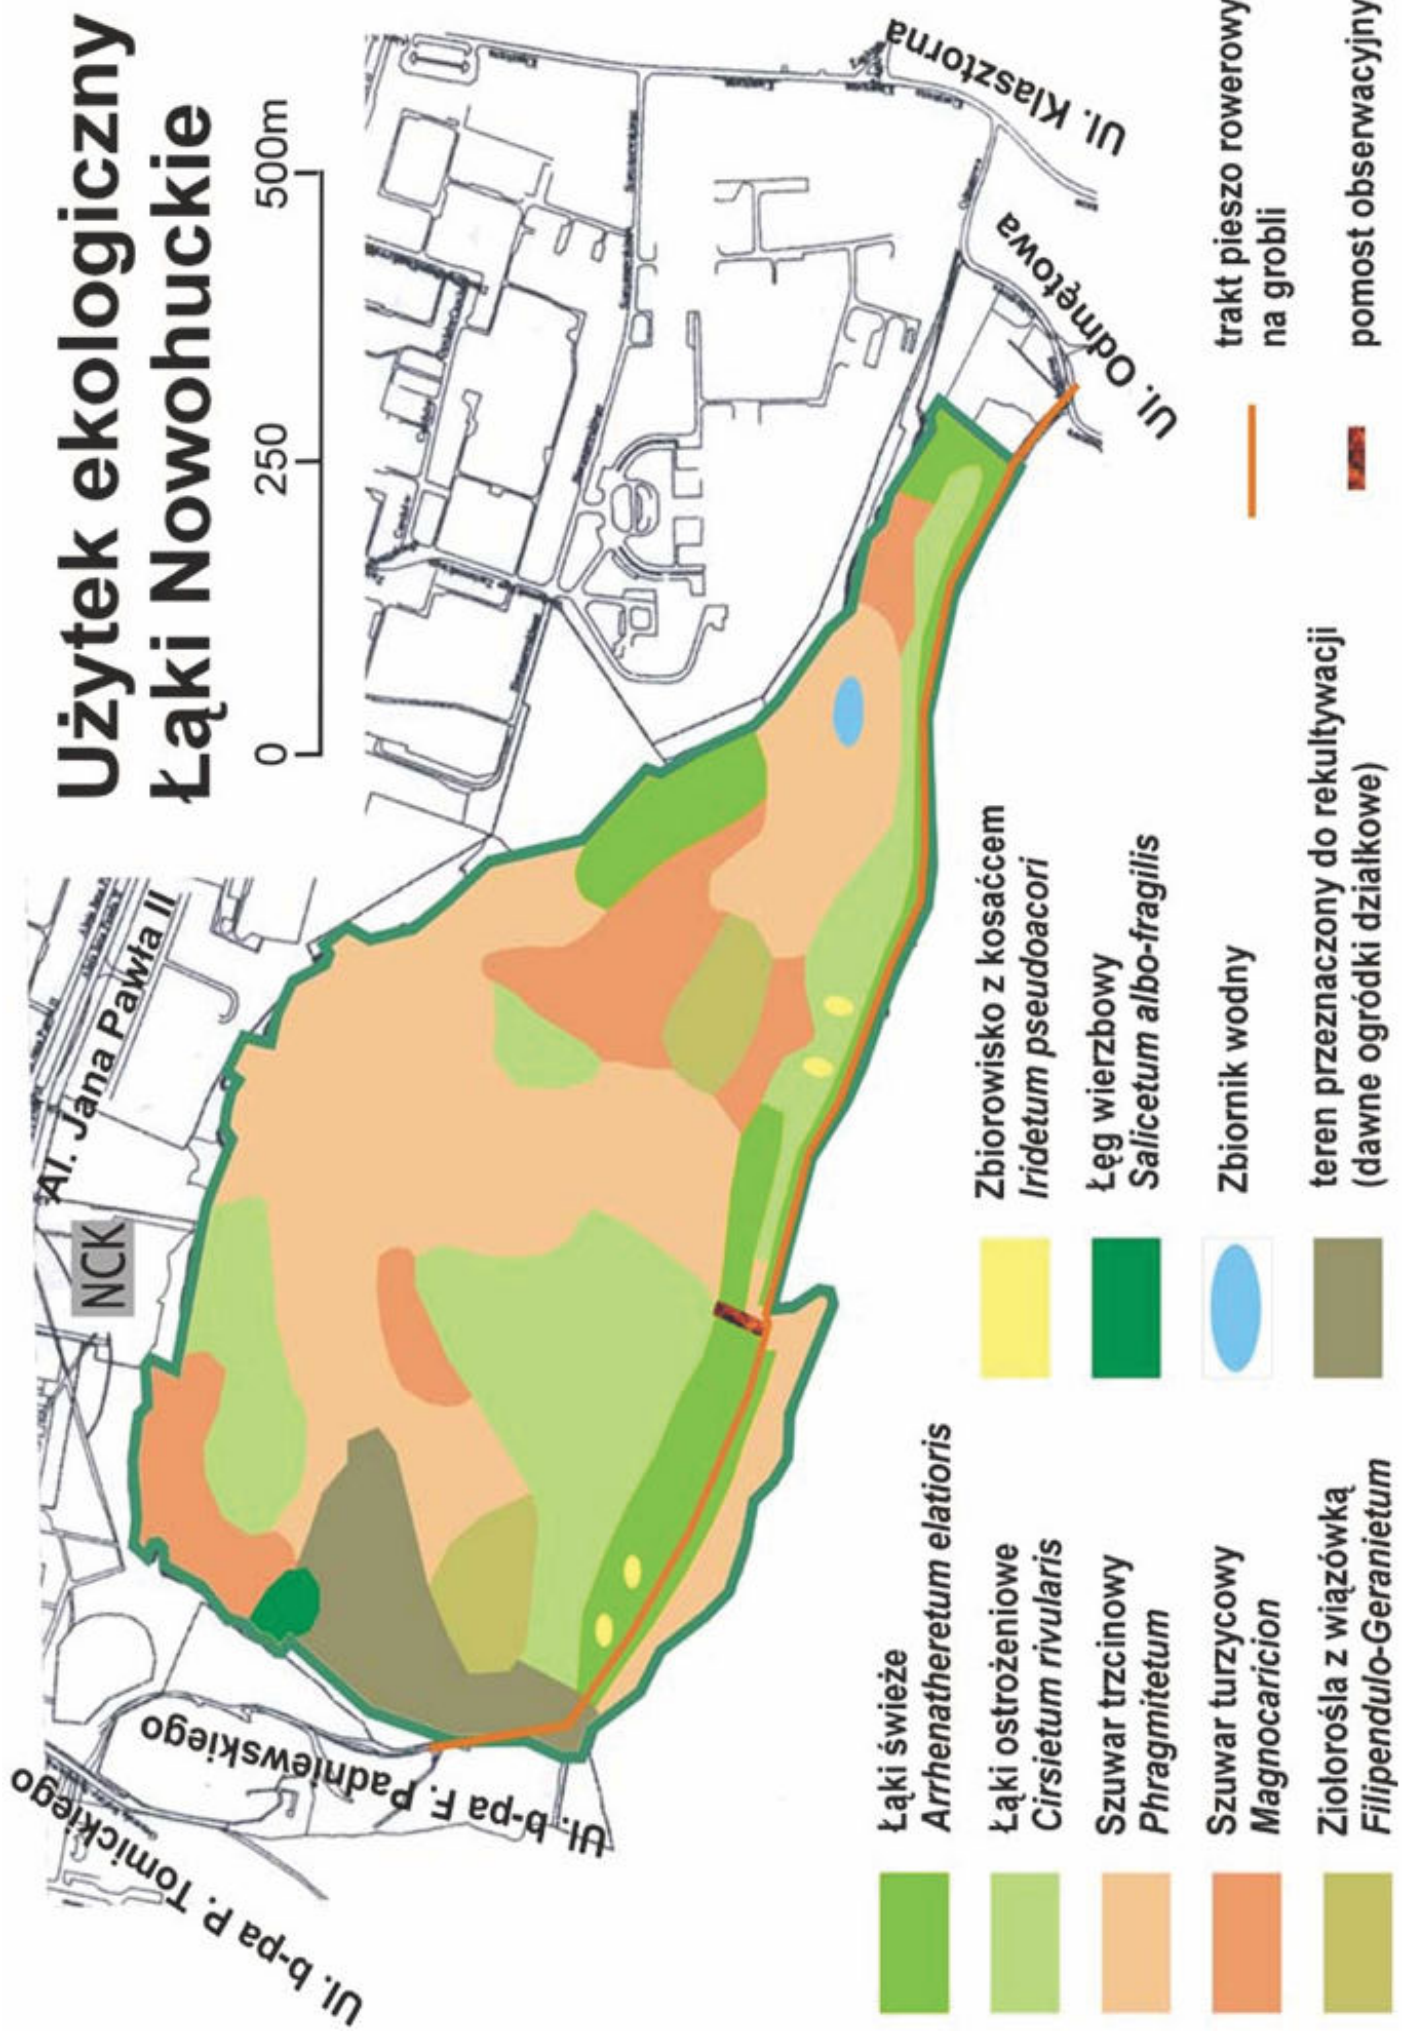 Użytek ekologiczny
Łąki Nowohuckie
0 250 500m
Al. Jana Pawła II
NCK
Ul. b-pa P. Tomickiego
Ul. b-pa F. Padniewskiego
Ul. Klasztorna
Ul. Odmętowa
Łąki świeże
Arrhenatheretum elatioris
Łąki ostrożeniowe
Cirsietum rivularis
Szuwar trzcinowy
Phragmitetum
Szuwar turzycowy
Magnocaricion
Ziołorośla z wiązówką
Filipendulo-Geranietum
Zbiorowisko z kosaćcem
Iridetum pseudoacori
Łęg wierzbowy
Salicetum albo-fragilis
Zbiornik wodny
teren przeznaczony do rekultywacji
(dawne ogródki działkowe)
trakt pieszo rowerowy
na grobli
pomost obserwacyjny